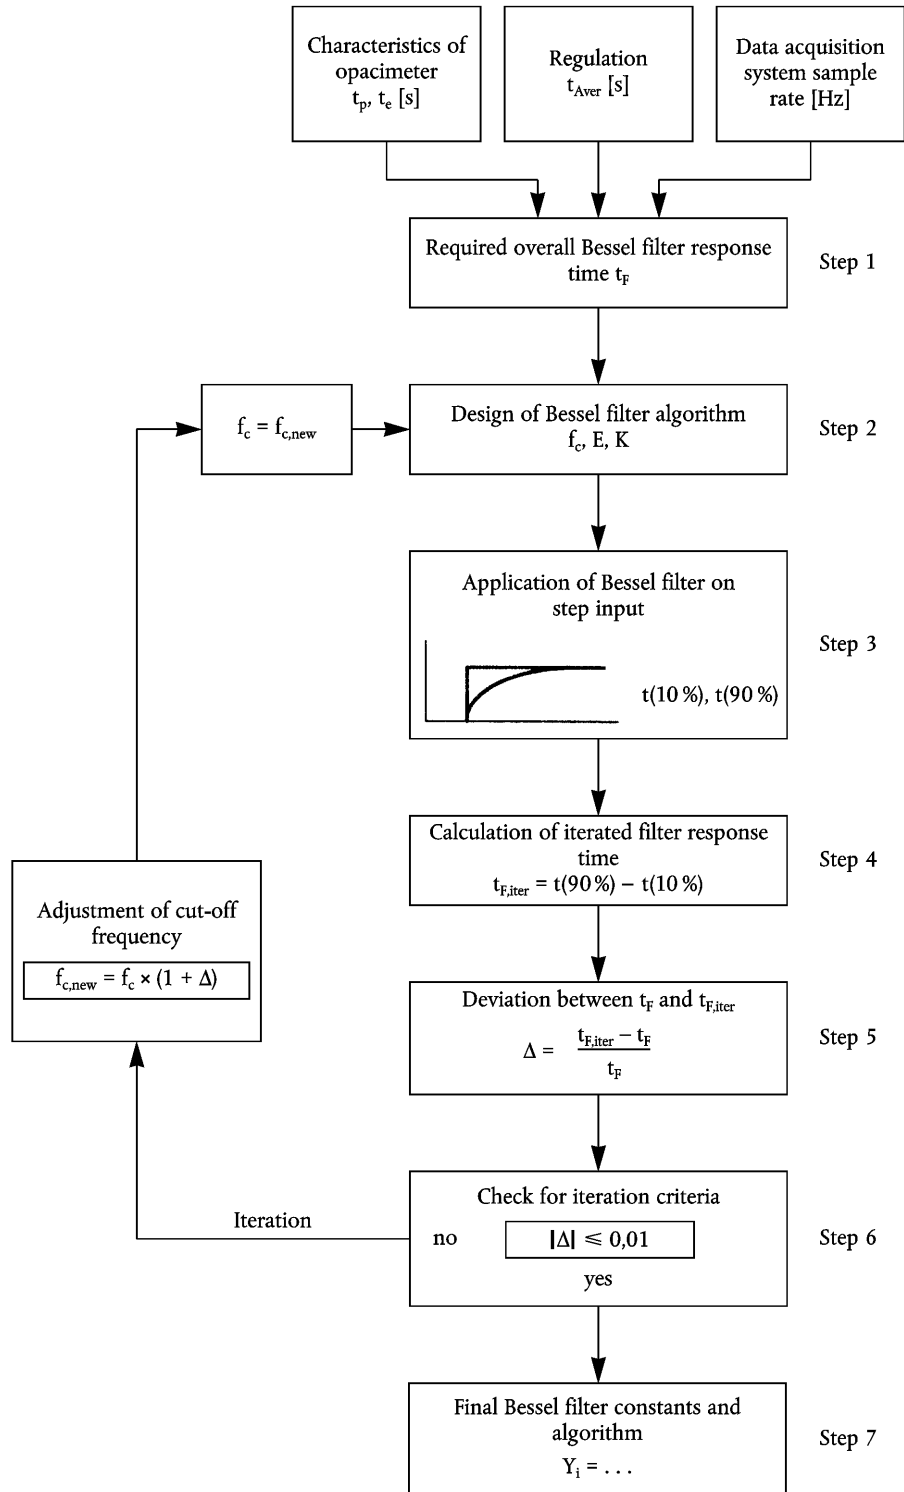 Characteristics of
opacimeter
tp, te [s]
Regulation
tAver [s]
Data acquisition
system sample
rate [Hz]
Required overall Bessel filter response
time tF
Step 1
fc = fc,new
Design of Bessel filter algorithm
fc, E, K
Step 2
Application of Bessel filter on
step input
t(10 %), t(90 %)
Step 3
Calculation of iterated filter response
time
tF,iter = t(90 %) – t(10 %)
Step 4
Adjustment of cut-off
frequency
fc,new = fc × (1 + Δ)
Deviation between tF and tF,iter
Δ = (tF,iter – tF) / tF
Step 5
Check for iteration criteria
Iteration
no
|Δ| ≤ 0,01
yes
Step 6
Final Bessel filter constants and
algorithm
Yi = . . .
Step 7